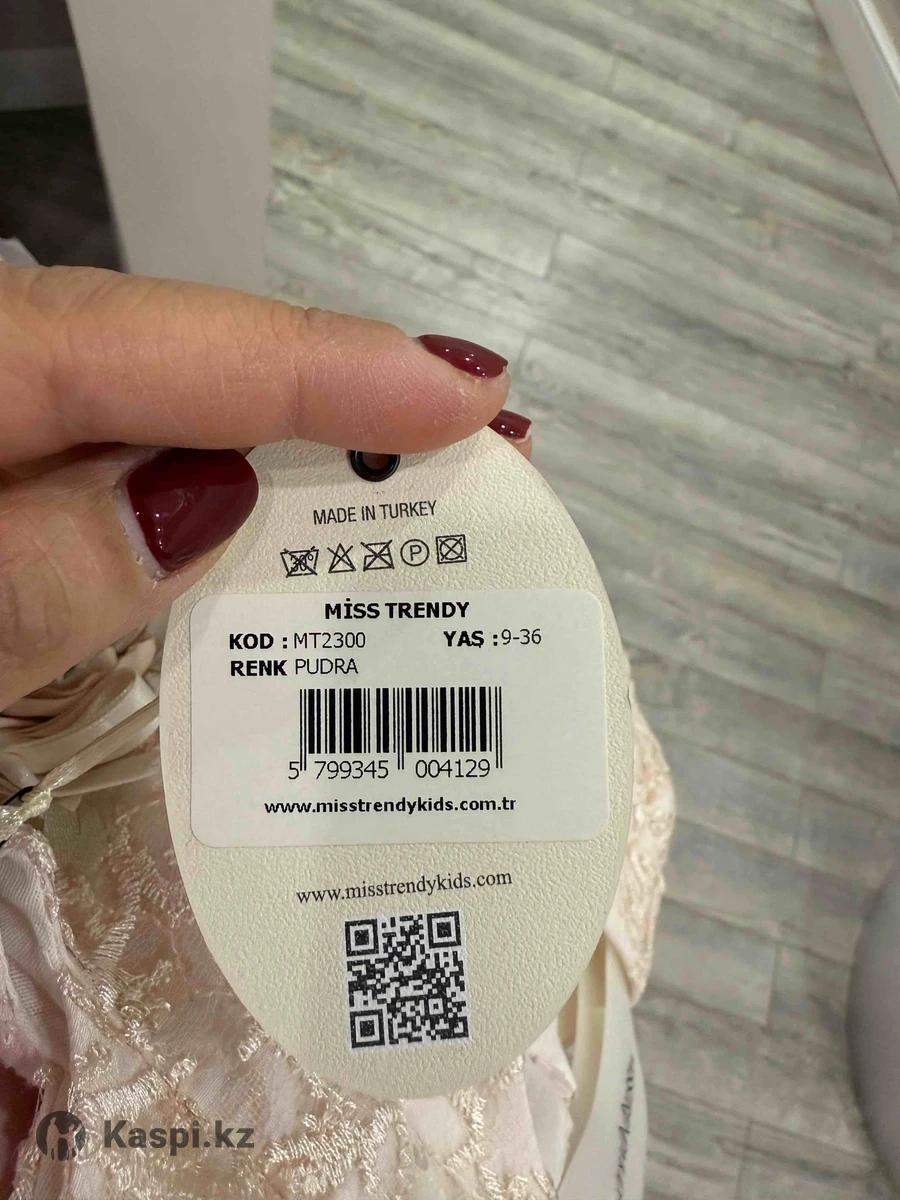 MADE IN TURKEY
30°
P
MİSS TRENDY
KOD : MT2300 YAŞ : 9-36
RENK PUDRA
5 799345 004129
www.misstrendykids.com.tr
www.misstrendykids.com
Kaspi.kz